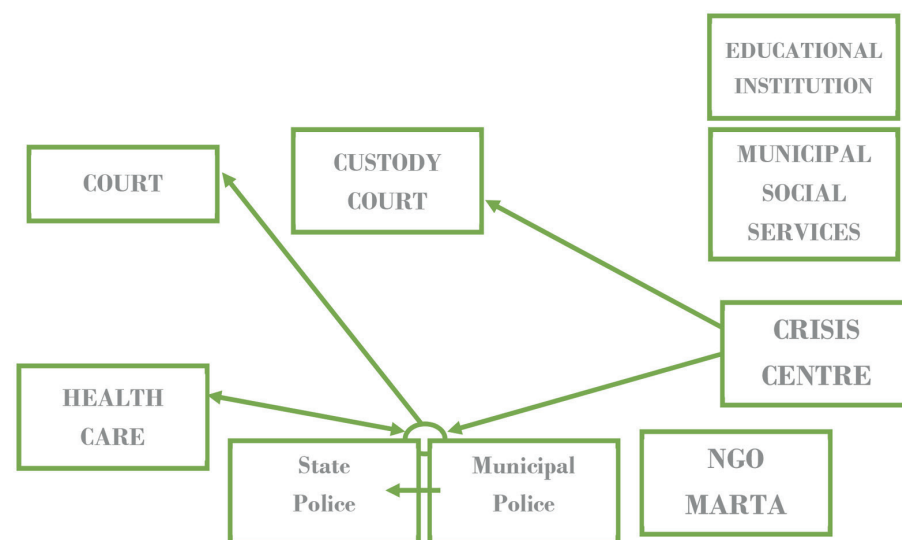 EDUCATIONAL
INSTITUTION
COURT
CUSTODY
COURT
MUNICIPAL
SOCIAL
SERVICES
CRISIS
CENTRE
HEALTH
CARE
State
Police
Municipal
Police
NGO
MARTA